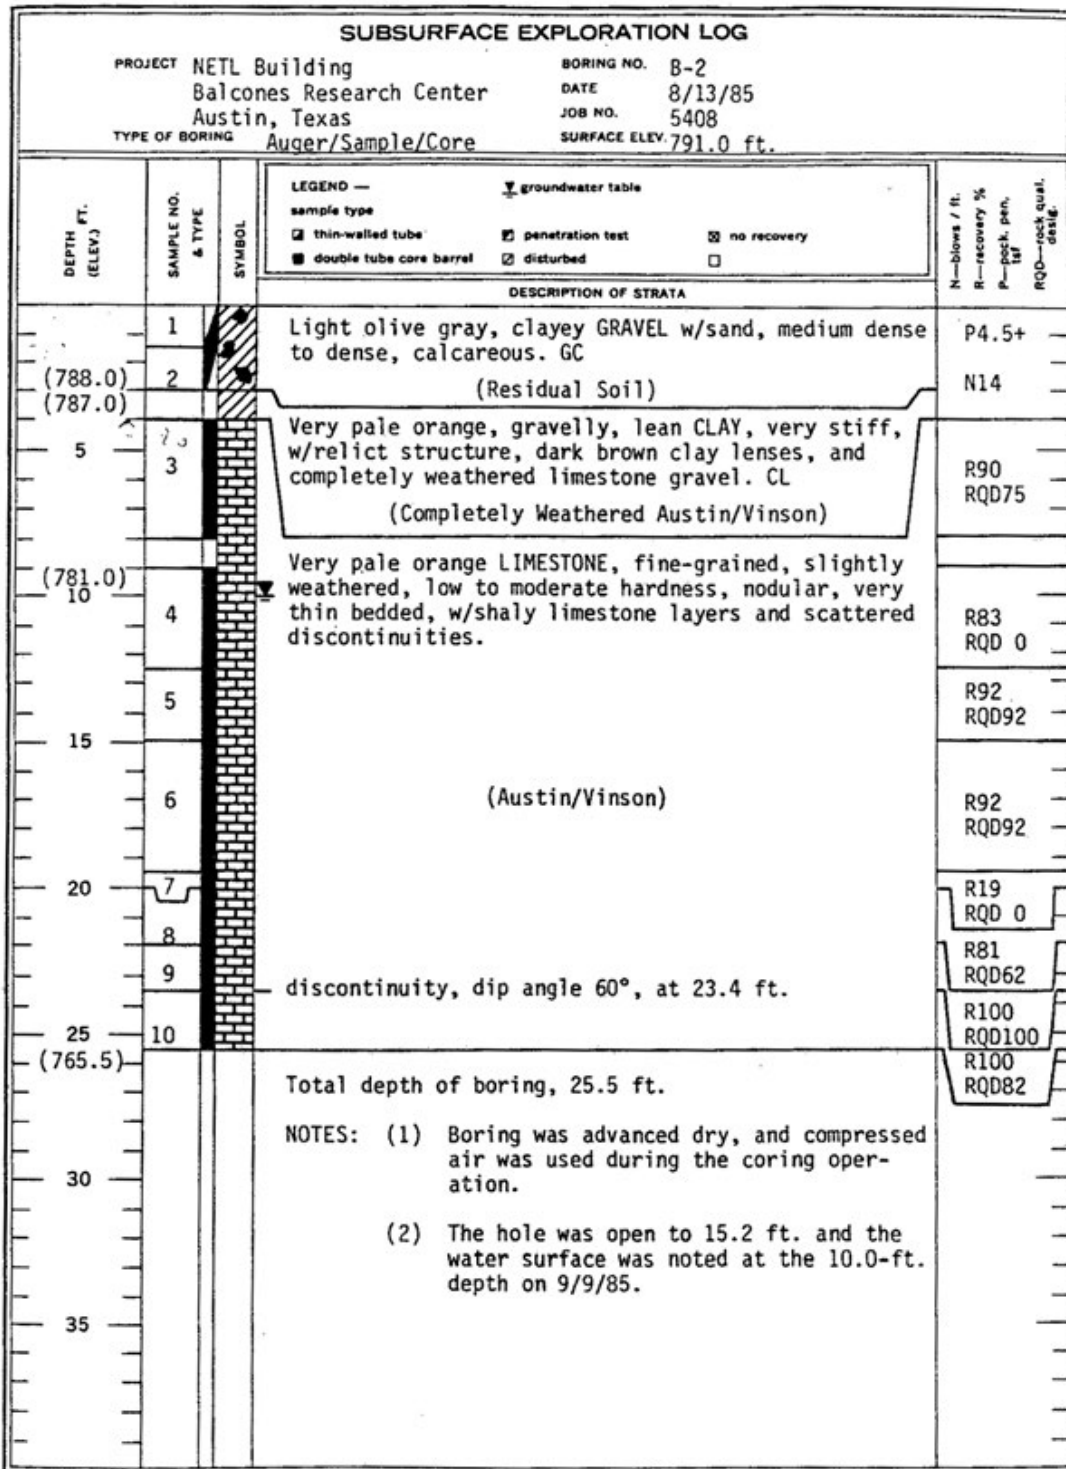 SUBSURFACE EXPLORATION LOG
PROJECT NETL Building
Balcones Research Center
Austin, Texas
TYPE OF BORING Auger/Sample/Core
BORING NO. B-2
DATE 8/13/85
JOB NO. 5408
SURFACE ELEV. 791.0 ft.
DEPTH FT.
(ELEV.)
SAMPLE NO.
& TYPE
SYMBOL
LEGEND —
groundwater table
sample type
thin-walled tube
penetration test
no recovery
double tube core barrel
disturbed
DESCRIPTION OF STRATA
N—blows / ft.
R—recovery %
P—pock. pen, tsf
RQD—rock qual. desig.
1
Light olive gray, clayey GRAVEL w/sand, medium dense
to dense, calcareous. GC
P4.5+
(788.0)
2
(Residual Soil)
N14
(787.0)
5
3
Very pale orange, gravelly, lean CLAY, very stiff,
w/relict structure, dark brown clay lenses, and
completely weathered limestone gravel. CL
(Completely Weathered Austin/Vinson)
R90
RQD75
(781.0)
10
4
Very pale orange LIMESTONE, fine-grained, slightly
weathered, low to moderate hardness, nodular, very
thin bedded, w/shaly limestone layers and scattered
discontinuities.
R83
RQD 0
5
R92
RQD92
15
6
(Austin/Vinson)
R92
RQD92
20
7
R19
RQD 0
8
R81
RQD62
9
discontinuity, dip angle 60°, at 23.4 ft.
R100
RQD100
25
10
(765.5)
R100
RQD82
Total depth of boring, 25.5 ft.
NOTES: (1) Boring was advanced dry, and compressed
air was used during the coring oper-
ation.
30
(2) The hole was open to 15.2 ft. and the
water surface was noted at the 10.0-ft.
depth on 9/9/85.
35